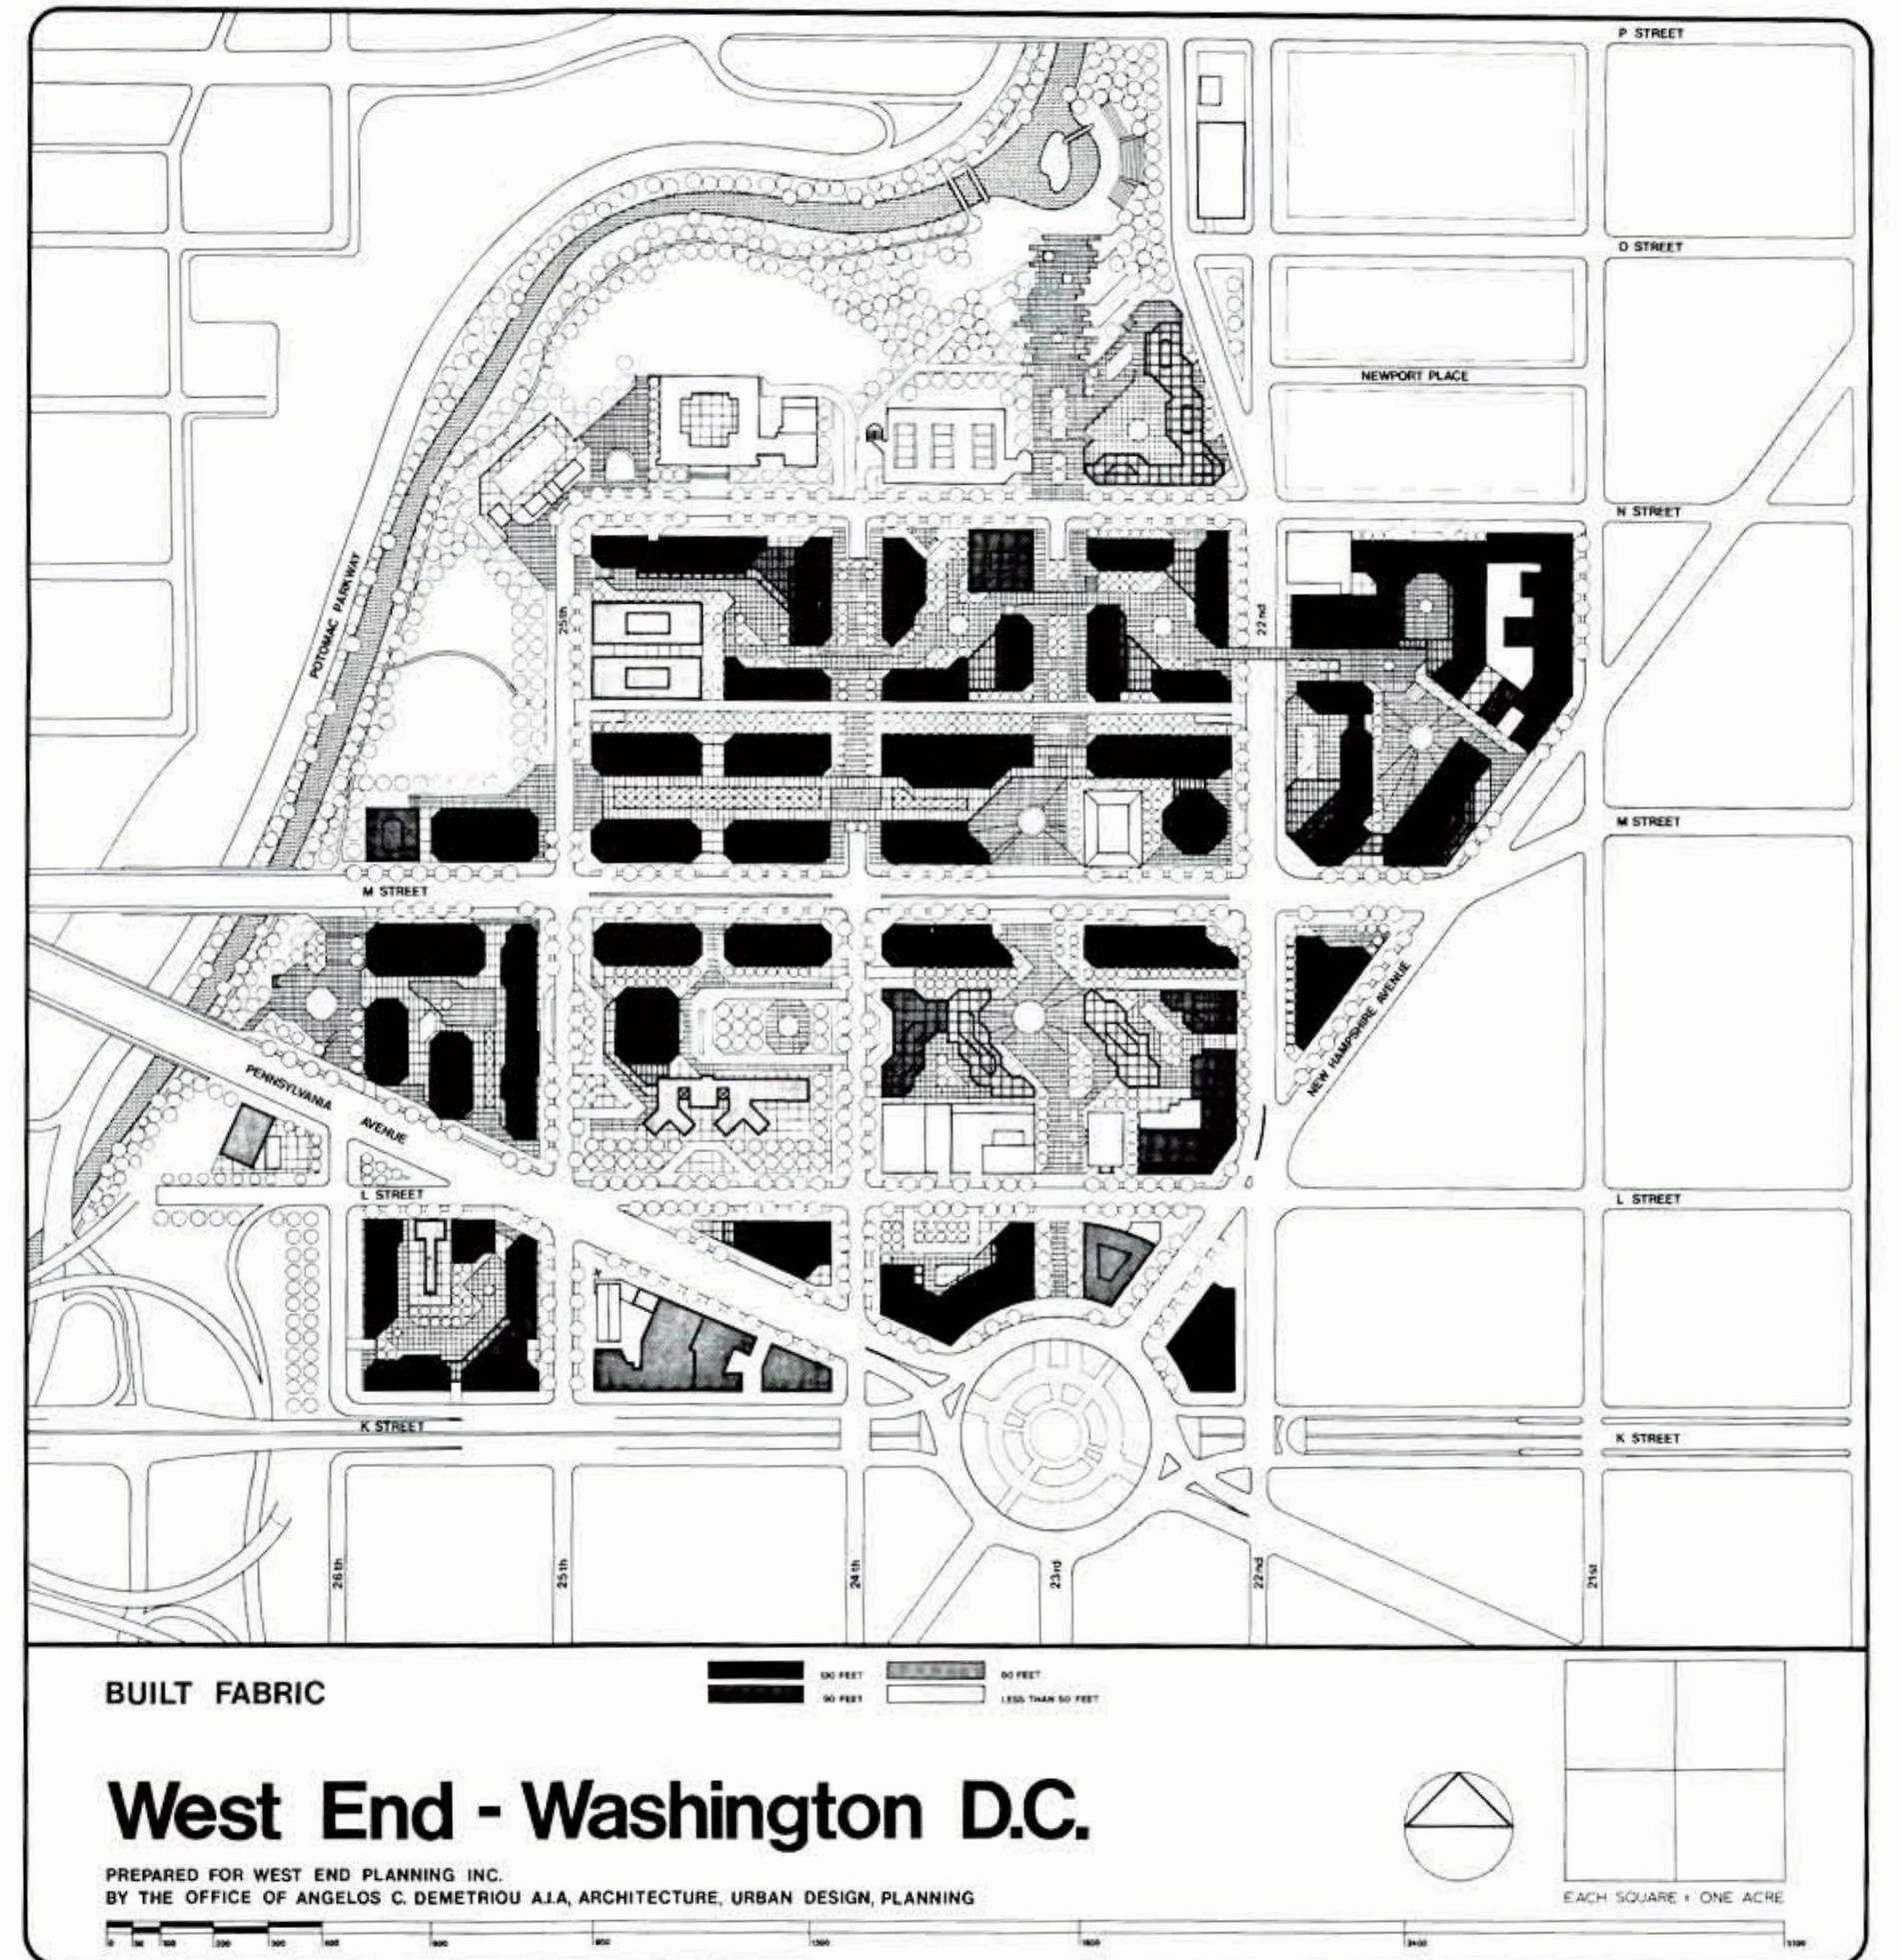 P STREET
O STREET
NEWPORT PLACE
N STREET
POTOMAC PARKWAY
25th
22nd
M STREET
M STREET
NEW HAMPSHIRE AVENUE
PENNSYLVANIA
AVENUE
L STREET
L STREET
K STREET
K STREET
26th
25th
24th
23rd
22nd
21st
BUILT FABRIC
90 FEET
LESS THAN 50 FEET
West End - Washington D.C.
PREPARED FOR WEST END PLANNING INC.
BY THE OFFICE OF ANGELOS C. DEMETRIOU A.I.A, ARCHITECTURE, URBAN DESIGN, PLANNING
EACH SQUARE = ONE ACRE